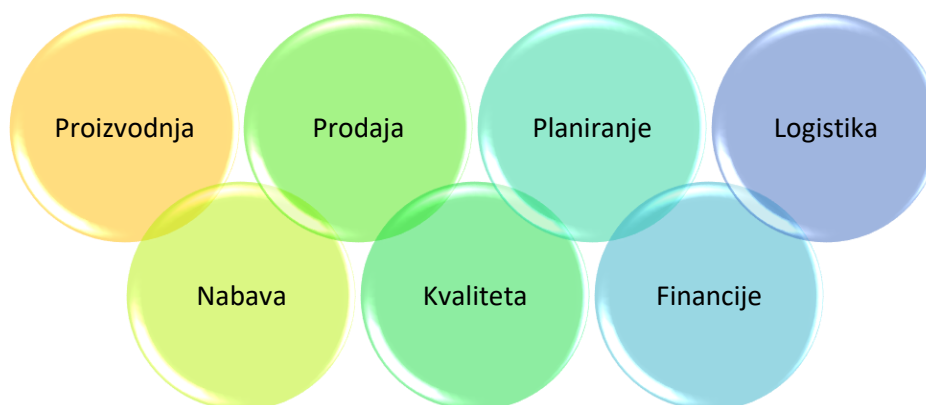 Proizvodnja
Prodaja
Planiranje
Logistika
Nabava
Kvaliteta
Financije